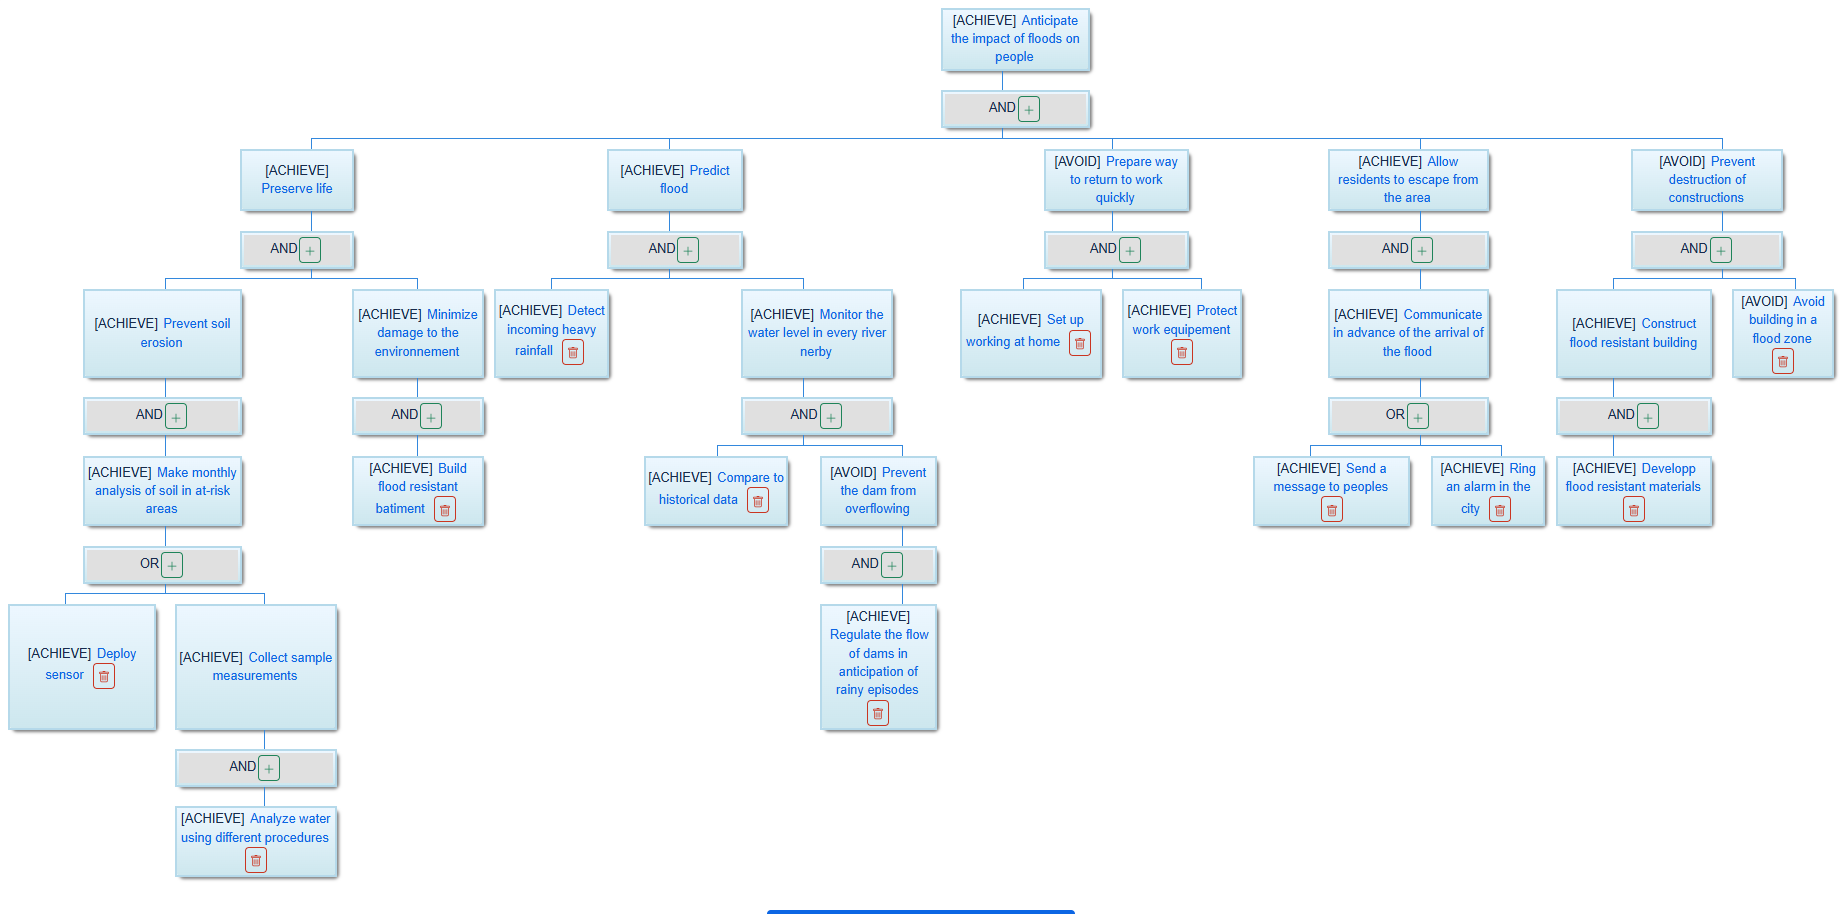 [ACHIEVE] Anticipate
the impact of floods on
people
AND
[ACHIEVE]
Preserve life
[ACHIEVE] Predict
flood
[AVOID] Prepare way
to return to work
quickly
[ACHIEVE] Allow
residents to escape from
the area
[AVOID] Prevent
destruction of
constructions
AND
AND
AND
AND
AND
[ACHIEVE] Prevent soil
erosion
[ACHIEVE] Minimize
damage to the
environnement
[ACHIEVE] Detect
incoming heavy
rainfall
[ACHIEVE] Monitor the
water level in every river
nerby
[ACHIEVE] Set up
working at home
[ACHIEVE] Protect
work equipement
[ACHIEVE] Communicate
in advance of the arrival of
the flood
[ACHIEVE] Construct
flood resistant building
[AVOID] Avoid
building in a
flood zone
AND
AND
AND
OR
AND
[ACHIEVE] Make monthly
analysis of soil in at-risk
areas
[ACHIEVE] Build
flood resistant
batiment
[ACHIEVE] Compare to
historical data
[AVOID] Prevent
the dam from
overflowing
[ACHIEVE] Send a
message to peoples
[ACHIEVE] Ring
an alarm in the
city
[ACHIEVE] Developp
flood resistant materials
OR
AND
[ACHIEVE] Deploy
sensor
[ACHIEVE] Collect sample
measurements
[ACHIEVE]
Regulate the flow
of dams in
anticipation of
rainy episodes
AND
[ACHIEVE] Analyze water
using different procedures